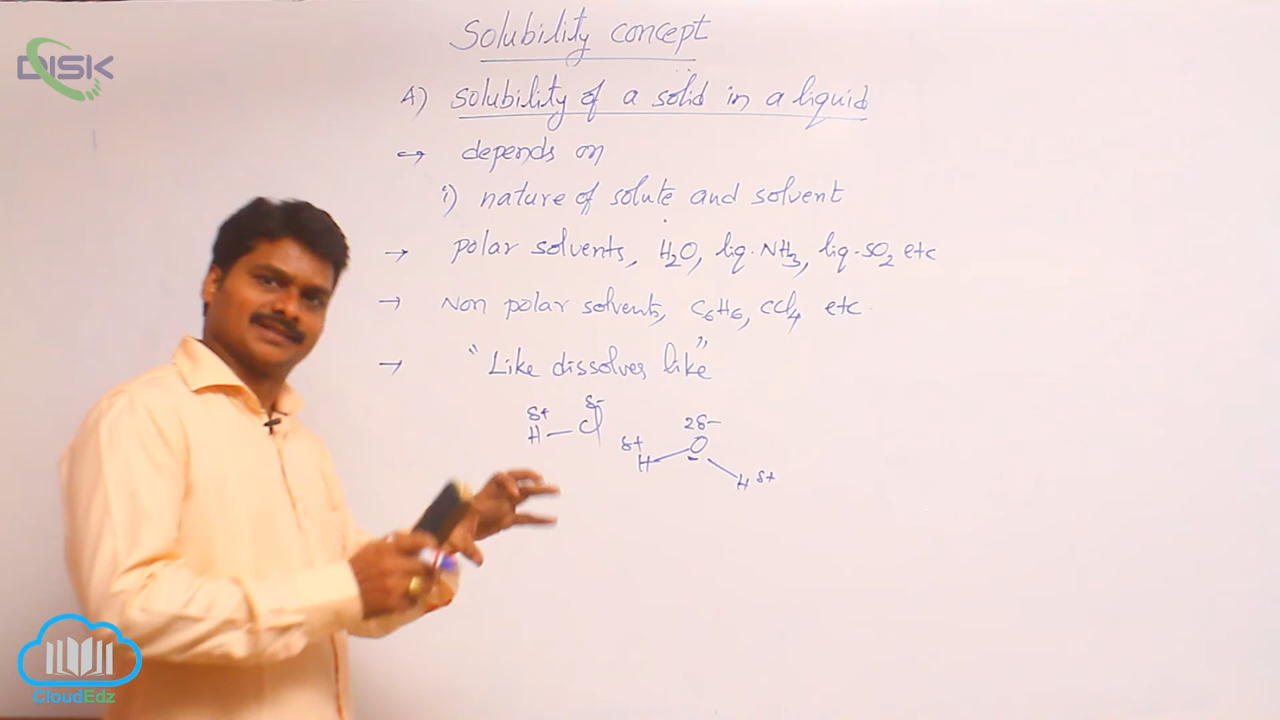 DISK
Solubility concept
A) Solubility of a solid in a liquid
↪ depends on
i) nature of solute and solvent
→ polar solvents, H2O, liq. NH3, liq. SO2 etc
→ Non polar solvents, C6H6, CCl4 etc.
→ "Like dissolves like"
δ+ δ-
H — Cl
2δ-
δ+ O
H H δ+
CloudEdz